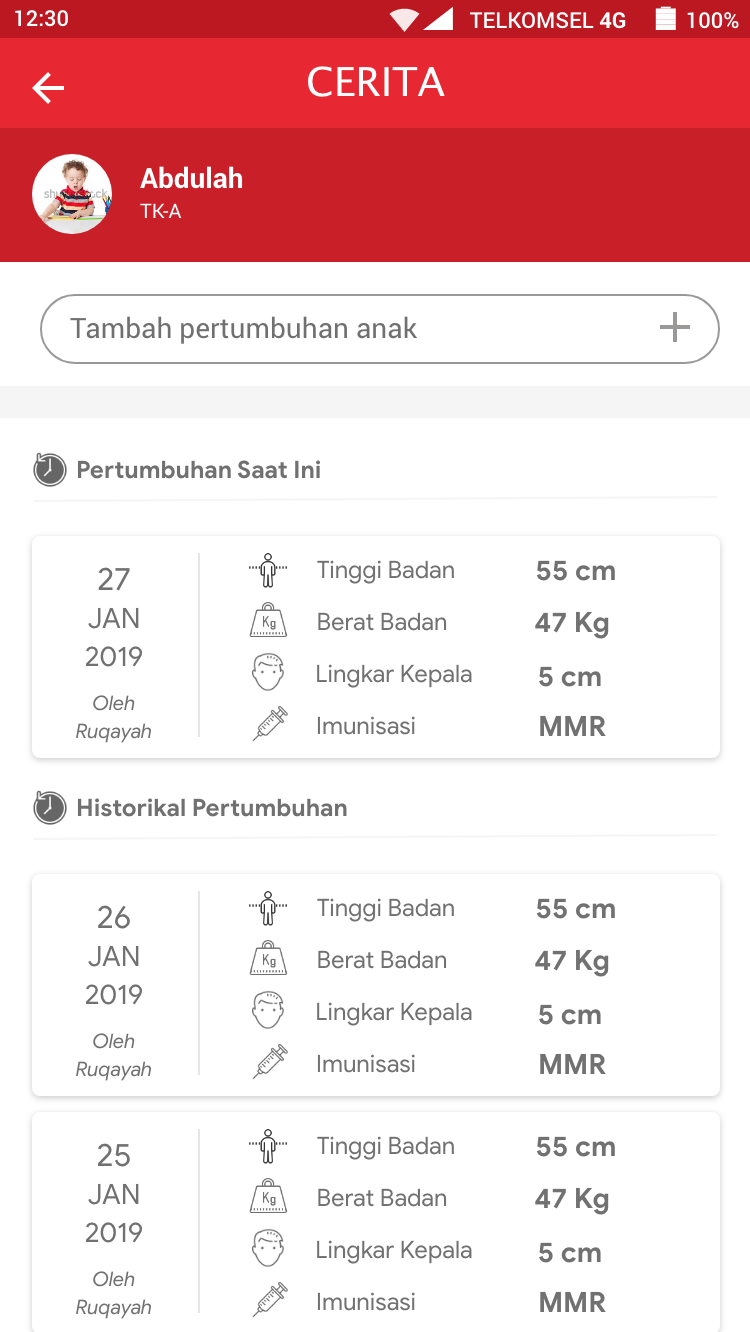 12:30 TELKOMSEL 4G 100%
CERITA
Abdulah
TK-A
Tambah pertumbuhan anak
Pertumbuhan Saat Ini
27
JAN
2019
Oleh
Ruqayah
Tinggi Badan 55 cm
Kg Berat Badan 47 Kg
Lingkar Kepala 5 cm
Imunisasi MMR
Historikal Pertumbuhan
26
JAN
2019
Oleh
Ruqayah
Tinggi Badan 55 cm
Kg Berat Badan 47 Kg
Lingkar Kepala 5 cm
Imunisasi MMR
25
JAN
2019
Oleh
Ruqayah
Tinggi Badan 55 cm
Kg Berat Badan 47 Kg
Lingkar Kepala 5 cm
Imunisasi MMR